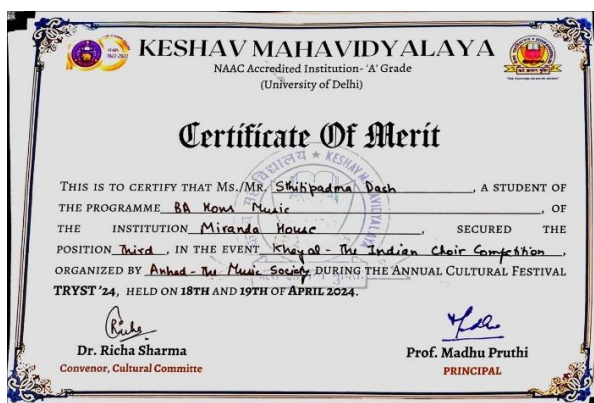 KESHAV MAHAVIDYALAYA
NAAC Accredited Institution- 'A' Grade
(University of Delhi)
Certificate Of Merit
THIS IS TO CERTIFY THAT MS./MR. Sthitipadma Dash, A STUDENT OF
THE PROGRAMME BA Hons Music, OF
THE INSTITUTION Miranda House, SECURED THE
POSITION Third, IN THE EVENT Khayal - The Indian Choir Competition,
ORGANIZED BY Anhad - The Music Society DURING THE ANNUAL CULTURAL FESTIVAL
TRYST'24, HELD ON 18TH AND 19TH OF APRIL 2024.
Dr. Richa Sharma
Convenor, Cultural Committe
Prof. Madhu Pruthi
PRINCIPAL